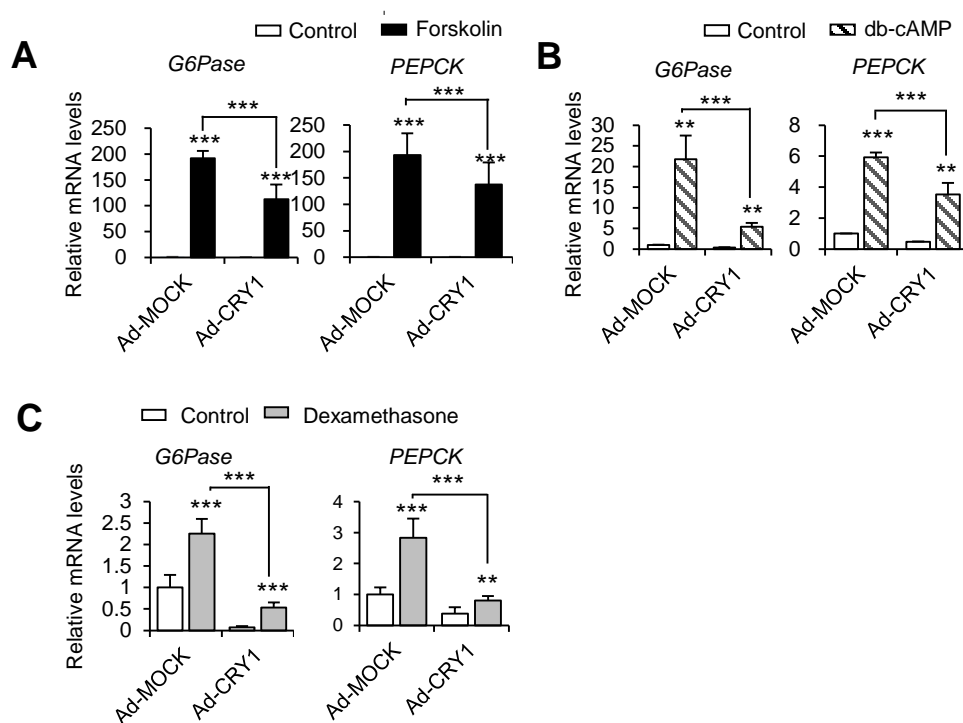 A
Control Forskolin
G6Pase PEPCK
Relative mRNA levels
250
200
150
100
50
0
***
***
***
Ad-MOCK
Ad-CRY1
250
200
150
100
50
0
***
***
***
Ad-MOCK
Ad-CRY1
B
Control db-cAMP
G6Pase PEPCK
Relative mRNA levels
30
25
20
15
10
5
0
***
**
**
Ad-MOCK
Ad-CRY1
8
6
4
2
0
***
***
**
Ad-MOCK
Ad-CRY1
C
Control Dexamethasone
G6Pase PEPCK
Relative mRNA levels
3
2.5
2
1.5
1
0.5
0
***
***
***
Ad-MOCK
Ad-CRY1
4
3
2
1
0
***
***
**
Ad-MOCK
Ad-CRY1